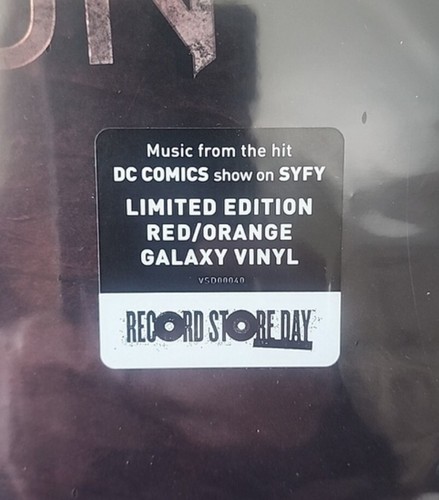 ON
Music from the hit
DC COMICS show on SYFY
LIMITED EDITION
RED/ORANGE
GALAXY VINYL
VSD00040
RECORD STORE DAY